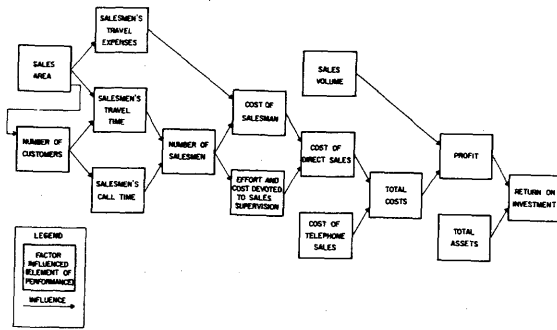 SALESMEN'S
TRAVEL
EXPENSES
SALES
AREA
SALES
VOLUME
SALESMEN'S
TRAVEL
TIME
COST OF
SALESMAN
NUMBER OF
CUSTOMERS
NUMBER OF
SALESMEN
COST OF
DIRECT SALES
PROFIT
SALESMEN'S
CALL TIME
EFFORT AND
COST DEVOTED
TO SALES
SUPERVISION
TOTAL
COSTS
RETURN ON
INVESTMENT
COST OF
TELEPHONE
SALES
TOTAL
ASSETS
LEGEND
FACTOR
INFLUENCED
(ELEMENT OF
PERFORMANCE)
INFLUENCE